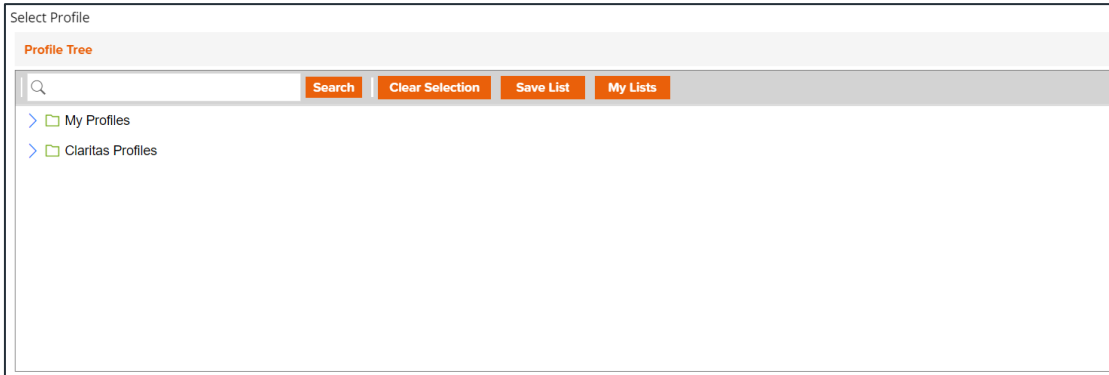 Select Profile
Profile Tree
Search Clear Selection Save List My Lists
My Profiles
Claritas Profiles